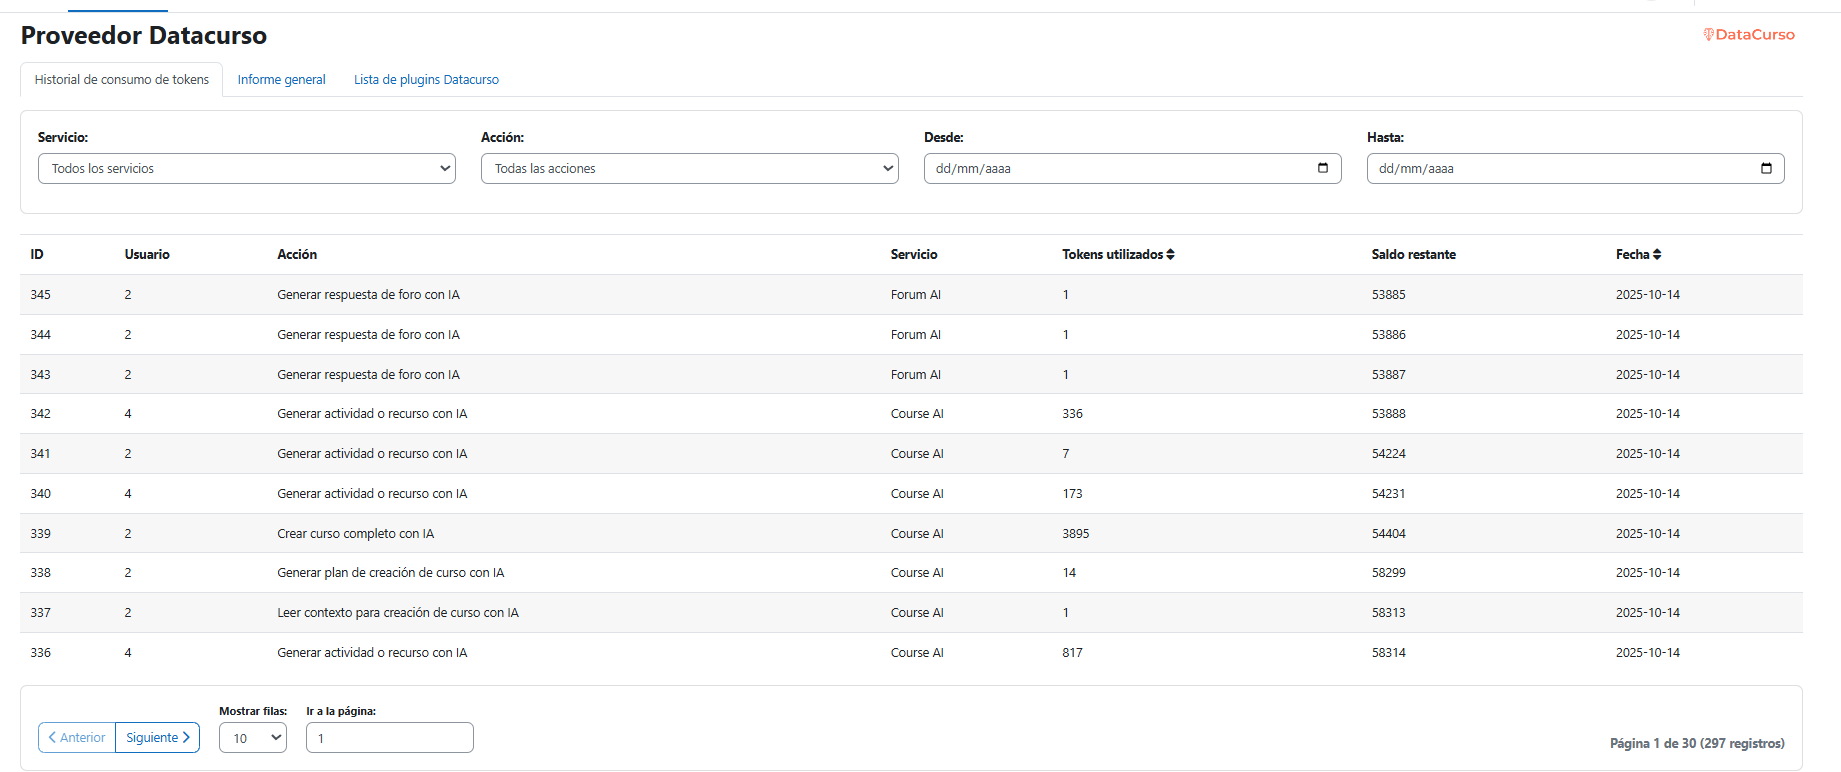 Proveedor Datacurso
DataCurso
Historial de consumo de tokens Informe general Lista de plugins Datacurso
Servicio: Acción: Desde: Hasta:
Todos los servicios Todas las acciones dd/mm/aaaa dd/mm/aaaa
ID Usuario Acción Servicio Tokens utilizados Saldo restante Fecha
345 2 Generar respuesta de foro con IA Forum AI 1 53885 2025-10-14
344 2 Generar respuesta de foro con IA Forum AI 1 53886 2025-10-14
343 2 Generar respuesta de foro con IA Forum AI 1 53887 2025-10-14
342 4 Generar actividad o recurso con IA Course AI 336 53888 2025-10-14
341 2 Generar actividad o recurso con IA Course AI 7 54224 2025-10-14
340 4 Generar actividad o recurso con IA Course AI 173 54231 2025-10-14
339 2 Crear curso completo con IA Course AI 3895 54404 2025-10-14
338 2 Generar plan de creación de curso con IA Course AI 14 58299 2025-10-14
337 2 Leer contexto para creación de curso con IA Course AI 1 58313 2025-10-14
336 4 Generar actividad o recurso con IA Course AI 817 58314 2025-10-14
Mostrar filas: Ir a la página:
Anterior Siguiente 10 1
Página 1 de 30 (297 registros)